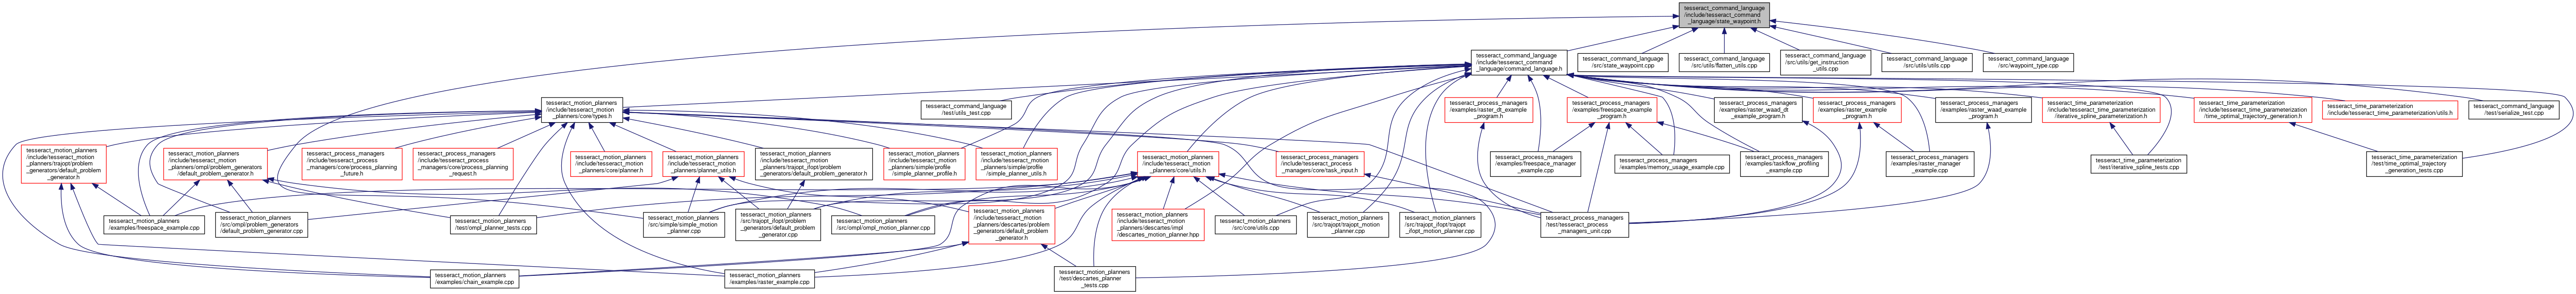 tesseract_command_language
/include/tesseract_command
_language/state_waypoint.h
tesseract_command_language
/include/tesseract_command
_language/command_language.h
tesseract_command_language
/src/state_waypoint.cpp
tesseract_command_language
/src/utils/flatten_utils.cpp
tesseract_command_language
/src/utils/get_instruction
_utils.cpp
tesseract_command_language
/src/utils/utils.cpp
tesseract_command_language
/src/waypoint_type.cpp
tesseract_motion_planners
/include/tesseract_motion
_planners/core/types.h
tesseract_command_language
/test/utils_test.cpp
tesseract_process_managers
/examples/raster_dt_example
_program.h
tesseract_process_managers
/examples/freespace_example
_program.h
tesseract_process_managers
/examples/raster_waad_dt
_example_program.h
tesseract_process_managers
/examples/raster_example
_program.h
tesseract_process_managers
/examples/raster_waad_example
_program.h
tesseract_time_parameterization
/include/tesseract_time_parameterization
/iterative_spline_parameterization.h
tesseract_time_parameterization
/include/tesseract_time_parameterization
/time_optimal_trajectory_generation.h
tesseract_time_parameterization
/include/tesseract_time_parameterization/utils.h
tesseract_command_language
/test/serialize_test.cpp
tesseract_motion_planners
/include/tesseract_motion
_planners/trajopt/problem
_generators/default_problem
_generator.h
tesseract_motion_planners
/include/tesseract_motion
_planners/ompl/problem_generators
/default_problem_generator.h
tesseract_process_managers
/include/tesseract_process
_managers/core/process_planning
_future.h
tesseract_process_managers
/include/tesseract_process
_managers/core/process_planning
_request.h
tesseract_motion_planners
/include/tesseract_motion
_planners/core/planner.h
tesseract_motion_planners
/include/tesseract_motion
_planners/planner_utils.h
tesseract_motion_planners
/include/tesseract_motion
_planners/trajopt_ifopt/problem
_generators/default_problem_generator.h
tesseract_motion_planners
/include/tesseract_motion
_planners/simple/profile
/simple_planner_profile.h
tesseract_motion_planners
/include/tesseract_motion
_planners/simple/profile
/simple_planner_utils.h
tesseract_motion_planners
/include/tesseract_motion
_planners/core/utils.h
tesseract_process_managers
/include/tesseract_process
_managers/core/task_input.h
tesseract_process_managers
/examples/freespace_manager
_example.cpp
tesseract_process_managers
/examples/memory_usage_example.cpp
tesseract_process_managers
/examples/taskflow_profiling
_example.cpp
tesseract_process_managers
/examples/raster_manager
_example.cpp
tesseract_time_parameterization
/test/iterative_spline_tests.cpp
tesseract_time_parameterization
/test/time_optimal_trajectory
_generation_tests.cpp
tesseract_motion_planners
/examples/freespace_example.cpp
tesseract_motion_planners
/src/ompl/problem_generators
/default_problem_generator.cpp
tesseract_motion_planners
/test/ompl_planner_tests.cpp
tesseract_motion_planners
/src/simple/simple_motion
_planner.cpp
tesseract_motion_planners
/src/trajopt_ifopt/problem
_generators/default_problem
_generator.cpp
tesseract_motion_planners
/src/ompl/ompl_motion_planner.cpp
tesseract_motion_planners
/include/tesseract_motion
_planners/descartes/problem
_generators/default_problem
_generator.h
tesseract_motion_planners
/include/tesseract_motion
_planners/descartes/impl
/descartes_motion_planner.hpp
tesseract_motion_planners
/src/core/utils.cpp
tesseract_motion_planners
/src/trajopt/trajopt_motion
_planner.cpp
tesseract_motion_planners
/src/trajopt_ifopt/trajopt
_ifopt_motion_planner.cpp
tesseract_process_managers
/test/tesseract_process
_managers_unit.cpp
tesseract_motion_planners
/examples/chain_example.cpp
tesseract_motion_planners
/examples/raster_example.cpp
tesseract_motion_planners
/test/descartes_planner
_tests.cpp